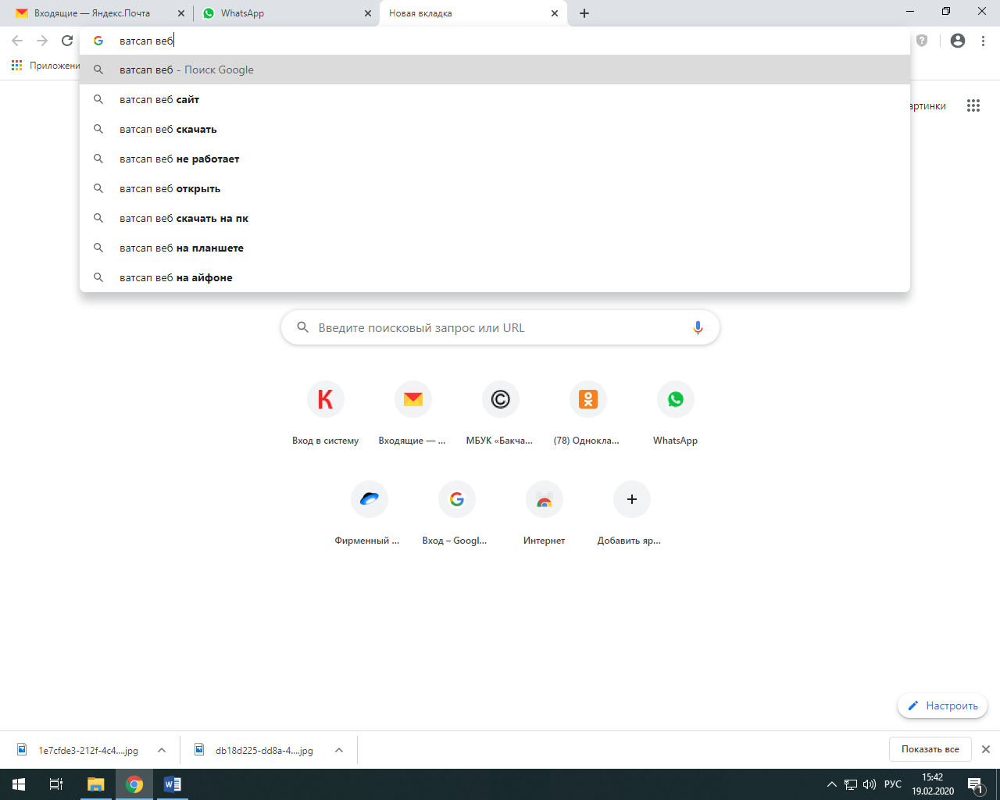 Входящие — Яндекс.Почта
WhatsApp
Новая вкладка
ватсап веб
Приложени
ватсап веб - Поиск Google
ватсап веб сайт
ватсап веб скачать
ватсап веб не работает
ватсап веб открыть
ватсап веб скачать на пк
ватсап веб на планшете
ватсап веб на айфоне
артинки
Введите поисковый запрос или URL
Вход в систему
Входящие — ...
МБУК «Бакча...
(78) Однокла...
WhatsApp
Фирменный ...
Вход – Googl...
Интернет
Добавить яр...
Настроить
1e7cfde3-212f-4c4....jpg
db18d225-dd8a-4....jpg
Показать все
РУС
15:42
19.02.2020
1